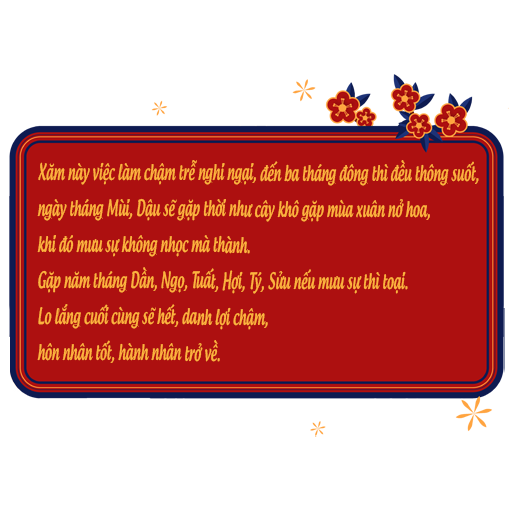 Xăm này việc làm chậm trễ nghi ngại, đến ba tháng đông thì đều thông suốt,
ngày tháng Mùi, Dậu sẽ gặp thời như cây khô gặp mùa xuân nở hoa,
khi đó mưu sự không nhọc mà thành.
Gặp năm tháng Dần, Ngọ, Tuất, Hợi, Tý, Sửu nếu mưu sự thì toại.
Lo lắng cuối cùng sẽ hết, danh lợi chậm,
hôn nhân tốt, hành nhân trở về.